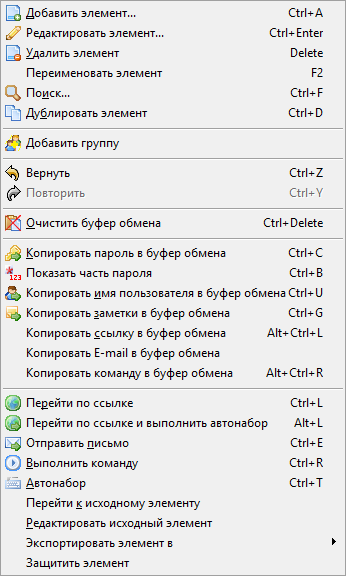 Добавить элемент... Ctrl+A
Редактировать элемент... Ctrl+Enter
Удалить элемент Delete
Переименовать элемент F2
Поиск... Ctrl+F
Дублировать элемент Ctrl+D
Добавить группу
Вернуть Ctrl+Z
Повторить Ctrl+Y
Очистить буфер обмена Ctrl+Delete
Копировать пароль в буфер обмена Ctrl+C
123 Показать часть пароля Ctrl+B
Копировать имя пользователя в буфер обмена Ctrl+U
Копировать заметки в буфер обмена Ctrl+G
Копировать ссылку в буфер обмена Alt+Ctrl+L
Копировать E-mail в буфер обмена
Копировать команду в буфер обмена Alt+Ctrl+R
Перейти по ссылке Ctrl+L
Перейти по ссылке и выполнить автонабор Alt+L
Отправить письмо Ctrl+E
Выполнить команду Ctrl+R
Автонабор Ctrl+T
Перейти к исходному элементу
Редактировать исходный элемент
Экспортировать элемент в
Защитить элемент